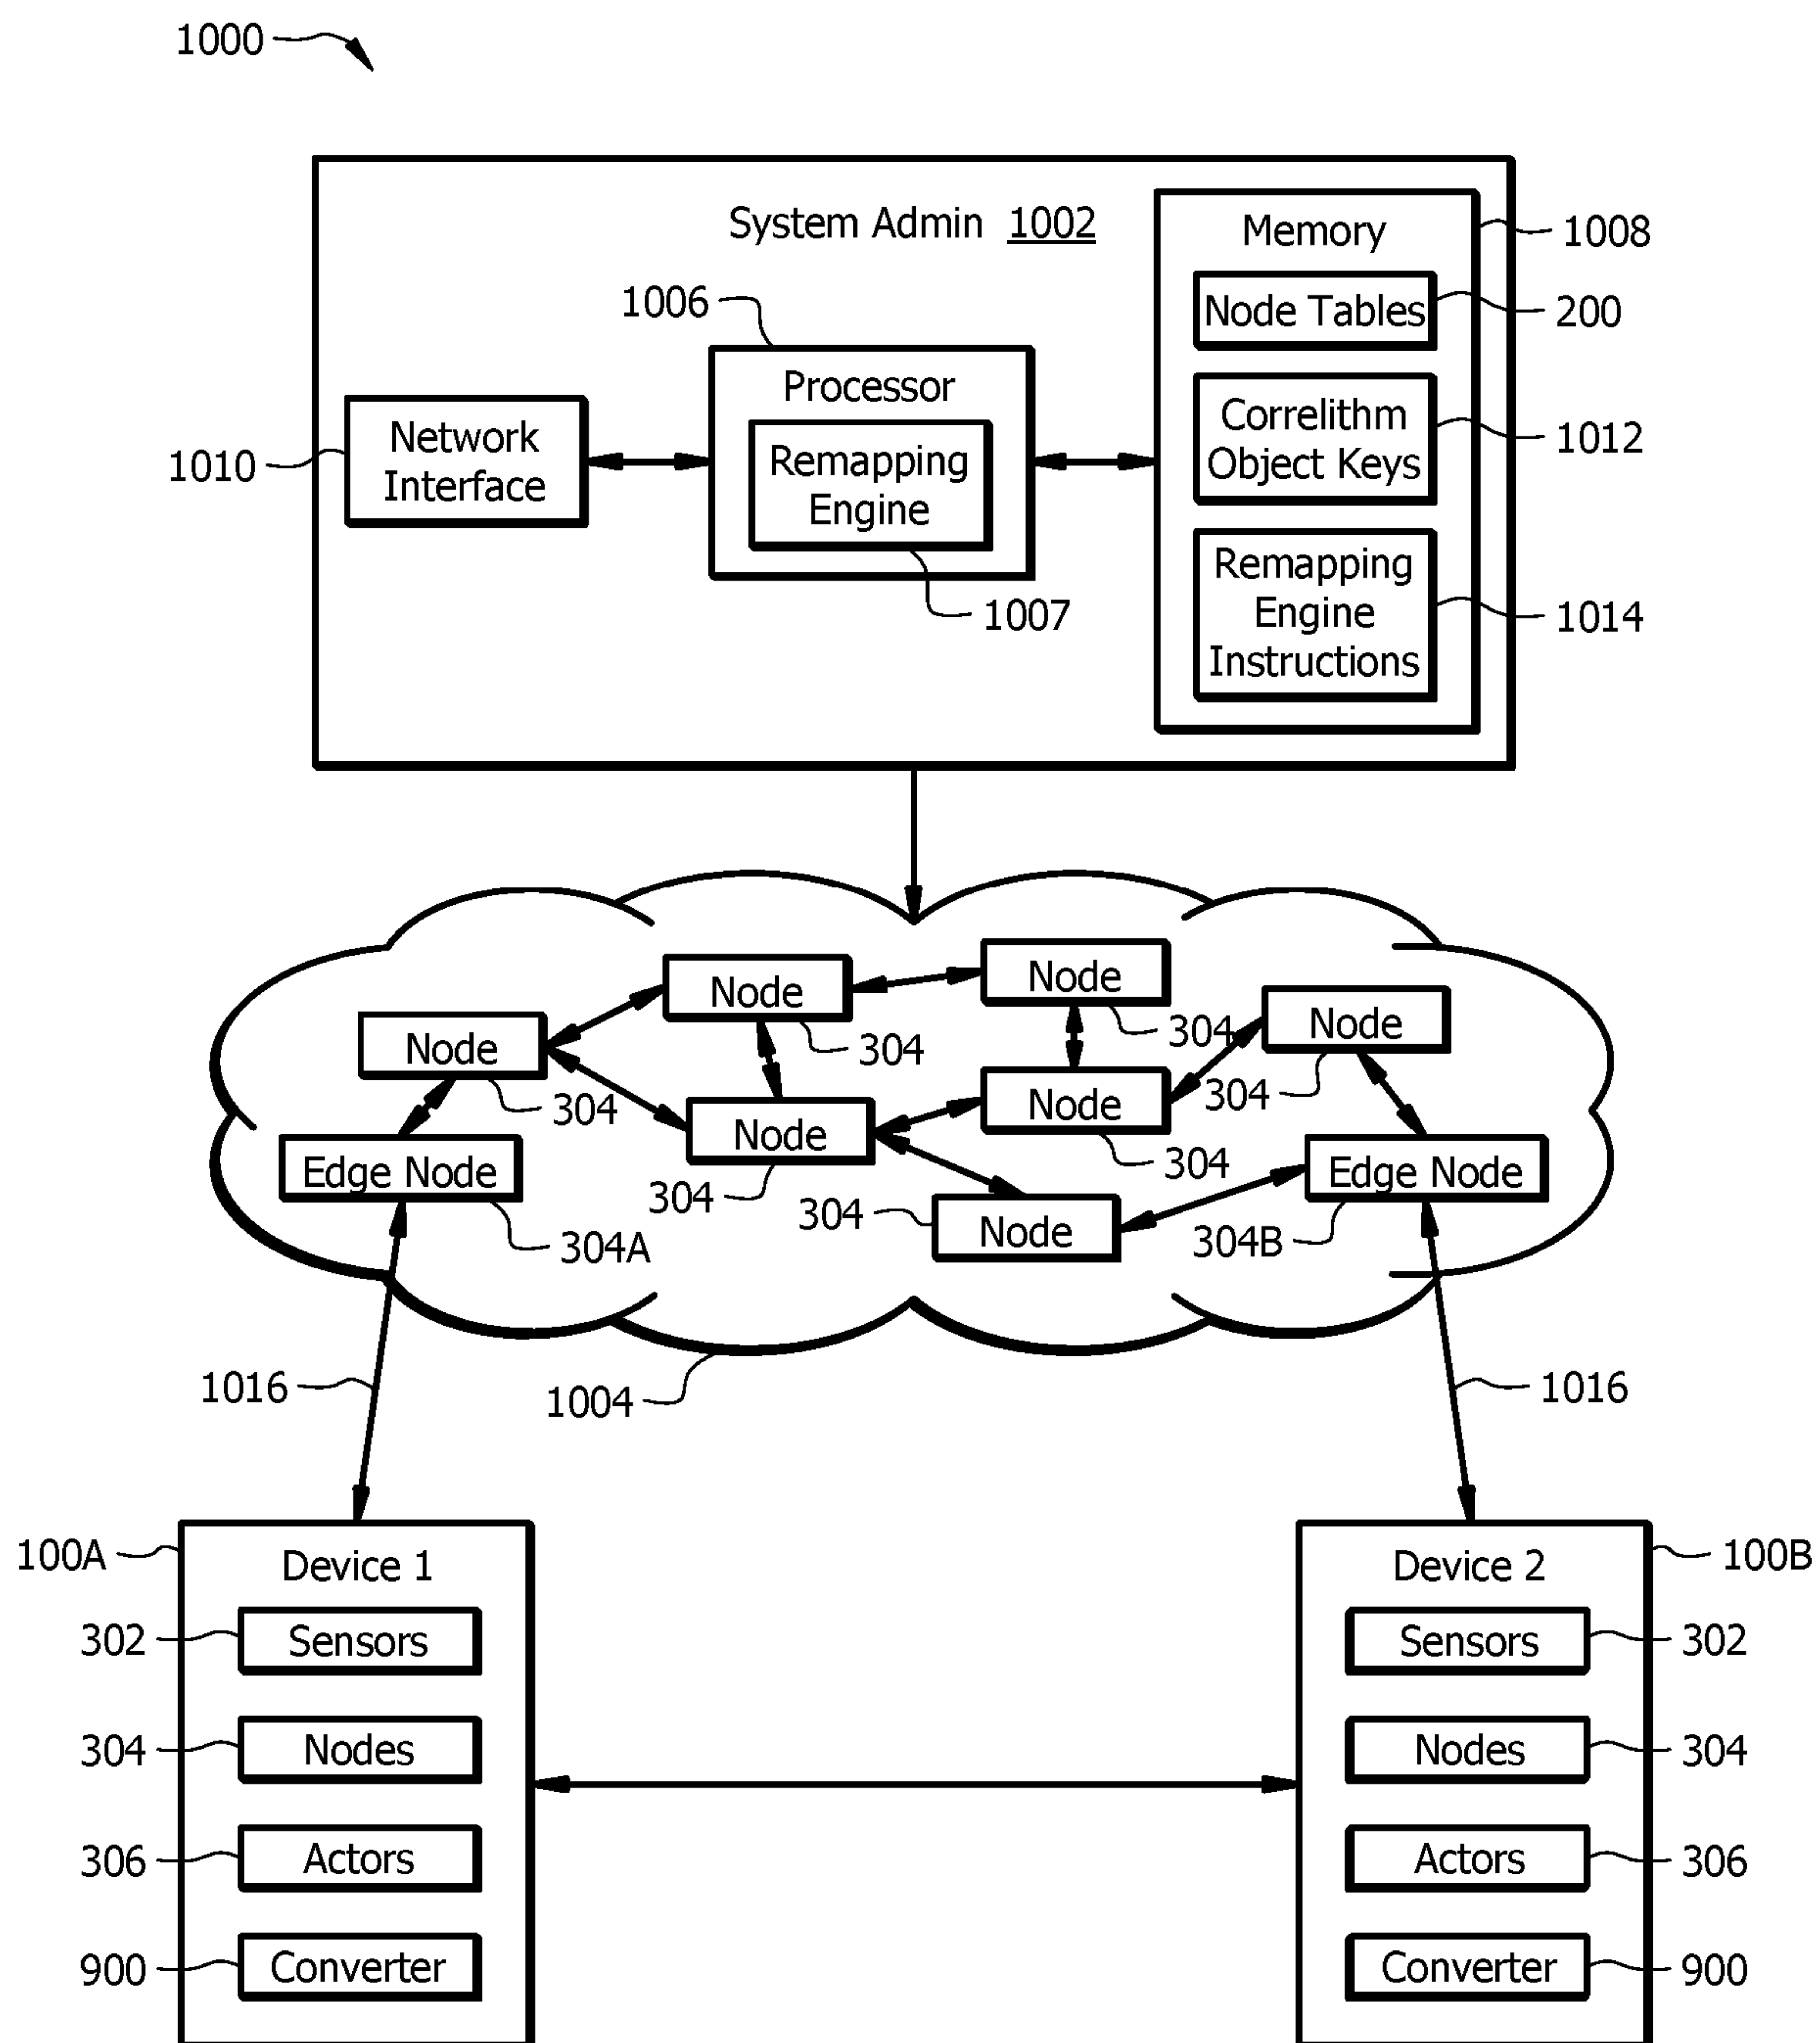 1000
System Admin 1002
Memory
1008
Node Tables
200
1006
Processor
Correlithm
Object Keys
1012
Network
Interface
1010
Remapping
Engine
1007
Remapping
Engine
Instructions
1014
Node
304
Node
304
Node
304
Node
304
Node
304
Node
304
Edge Node
304A
Node
304
Edge Node
304B
1016
1004
1016
100A
Device 1
302
Sensors
304
Nodes
306
Actors
900
Converter
Device 2
100B
Sensors
302
Nodes
304
Actors
306
Converter
900